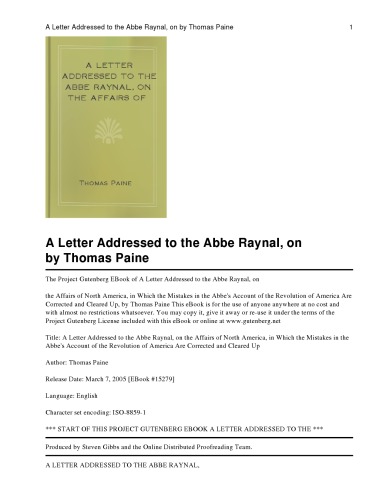 A Letter Addressed to the Abbe Raynal, on by Thomas Paine 1
A LETTER
ADDRESSED TO THE
ABBE RAYNAL, ON
THE AFFAIRS OF
THOMAS PAINE
A Letter Addressed to the Abbe Raynal, on
by Thomas Paine
The Project Gutenberg EBook of A Letter Addressed to the Abbe Raynal, on
the Affairs of North America, in Which the Mistakes in the Abbe's Account of the Revolution of America Are
Corrected and Cleared Up, by Thomas Paine This eBook is for the use of anyone anywhere at no cost and
with almost no restrictions whatsoever. You may copy it, give it away or re-use it under the terms of the
Project Gutenberg License included with this eBook or online at www.gutenberg.net
Title: A Letter Addressed to the Abbe Raynal, on the Affairs of North America, in Which the Mistakes in the
Abbe's Account of the Revolution of America Are Corrected and Cleared Up
Author: Thomas Paine
Release Date: March 7, 2005 [EBook #15279]
Language: English
Character set encoding: ISO-8859-1
*** START OF THIS PROJECT GUTENBERG EBOOK A LETTER ADDRESSED TO THE ***
Produced by Steven Gibbs and the Online Distributed Proofreading Team.
A LETTER ADDRESSED TO THE ABBE RAYNAL,